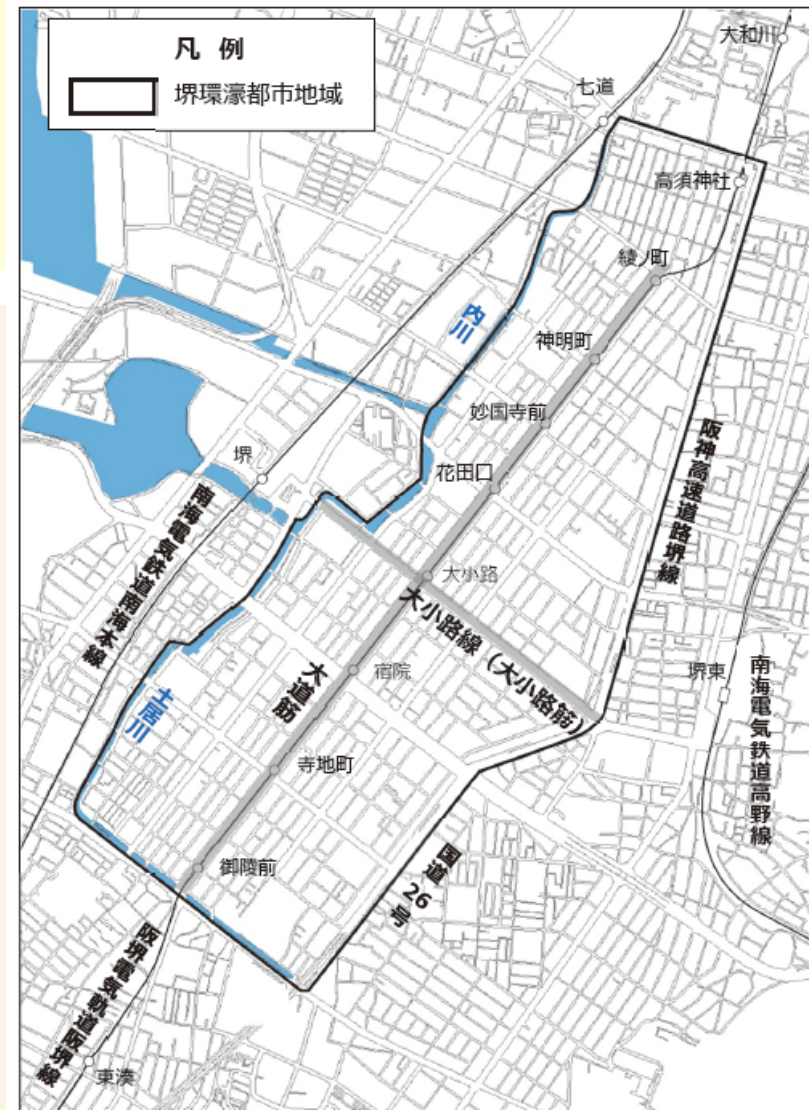 凡 例
堺環濠都市地域
大和川
七道
高須神社
綾ノ町
内川
神明町
妙国寺前
花田口
堺
阪神高速道路堺線
南海電気鉄道南海本線
大小路
大小路線（大小路筋）
大道筋
宿院
堺東
南海電気鉄道高野線
土居川
寺地町
御陵前
国道26号
阪堺電気軌道阪堺線
東湊